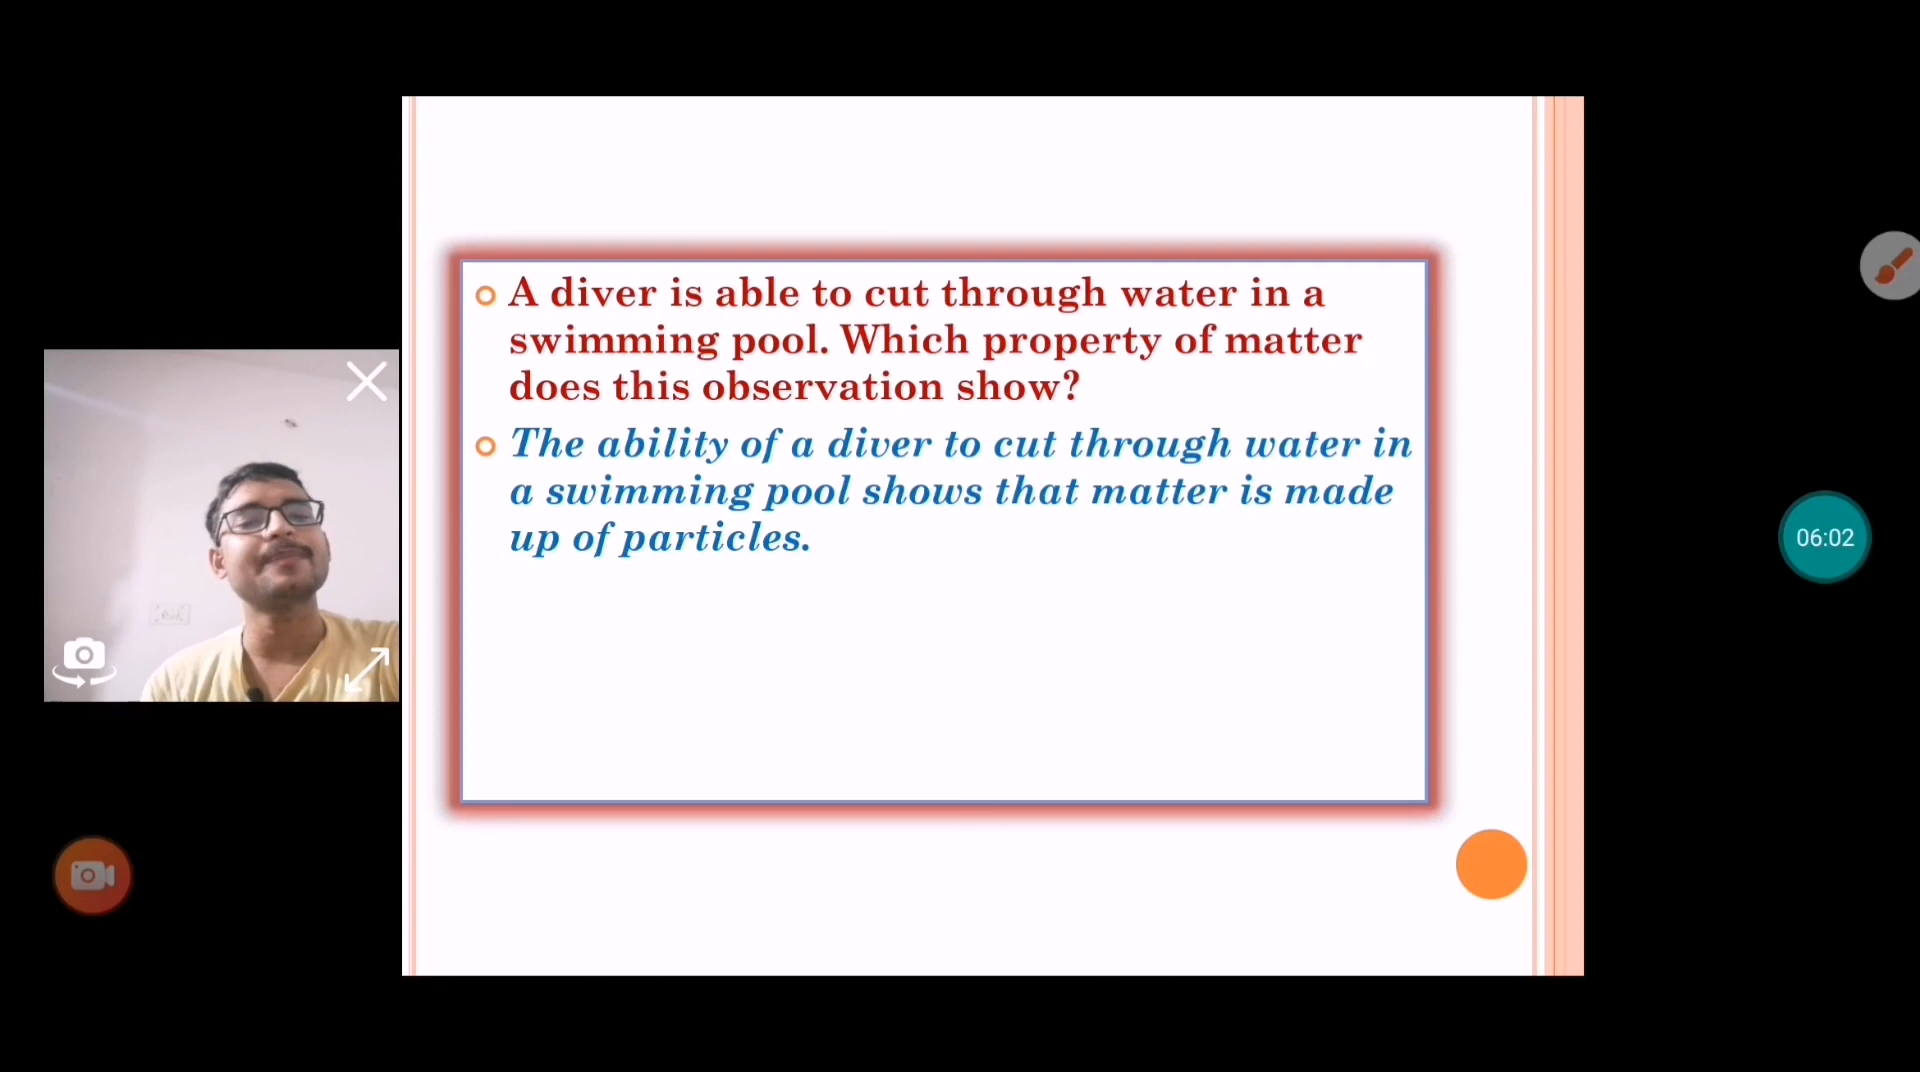 A diver is able to cut through water in a
swimming pool. Which property of matter
does this observation show?
The ability of a diver to cut through water in
a swimming pool shows that matter is made
up of particles.
06:02